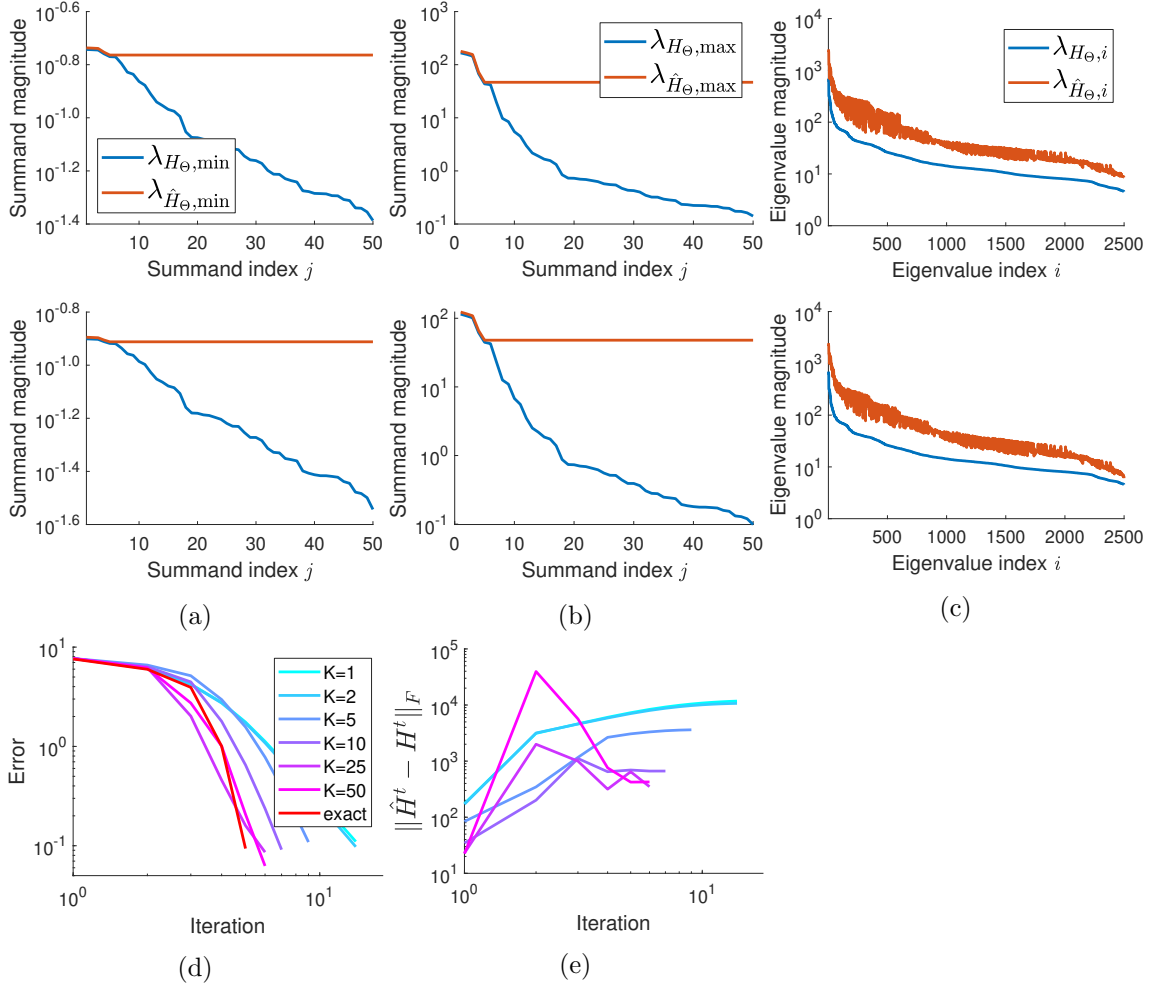 10^-0.8
10^-1.0
10^-1.2
10^-1.4
10 20 30 40 50
Summand index j
Summand magnitude
λ_{H_Θ,min}
λ_{Ĥ_Θ,min}
10^3
10^2
10^1
10^0
10^-1
0 10 20 30 40 50
Summand index j
Summand magnitude
λ_{H_Θ,max}
λ_{Ĥ_Θ,max}
10^4
10^3
10^2
10^1
10^0
500 1000 1500 2000 2500
Eigenvalue index i
Eigenvalue magnitude
λ_{H_Θ,i}
λ_{Ĥ_Θ,i}
10^-0.8
10^-1.0
10^-1.2
10^-1.4
10^-1.6
10 20 30 40 50
Summand index j
Summand magnitude
(a)
10^2
10^1
10^0
10^-1
0 10 20 30 40 50
Summand index j
Summand magnitude
(b)
10^4
10^3
10^2
10^1
10^0
500 1000 1500 2000 2500
Eigenvalue index i
Eigenvalue magnitude
(c)
10^1
10^0
10^-1
10^0 10^1
Iteration
Error
K=1
K=2
K=5
K=10
K=25
K=50
exact
(d)
10^5
10^4
10^3
10^2
10^1
10^0 10^1
Iteration
||Ĥ^t − H^t||_F
(e)